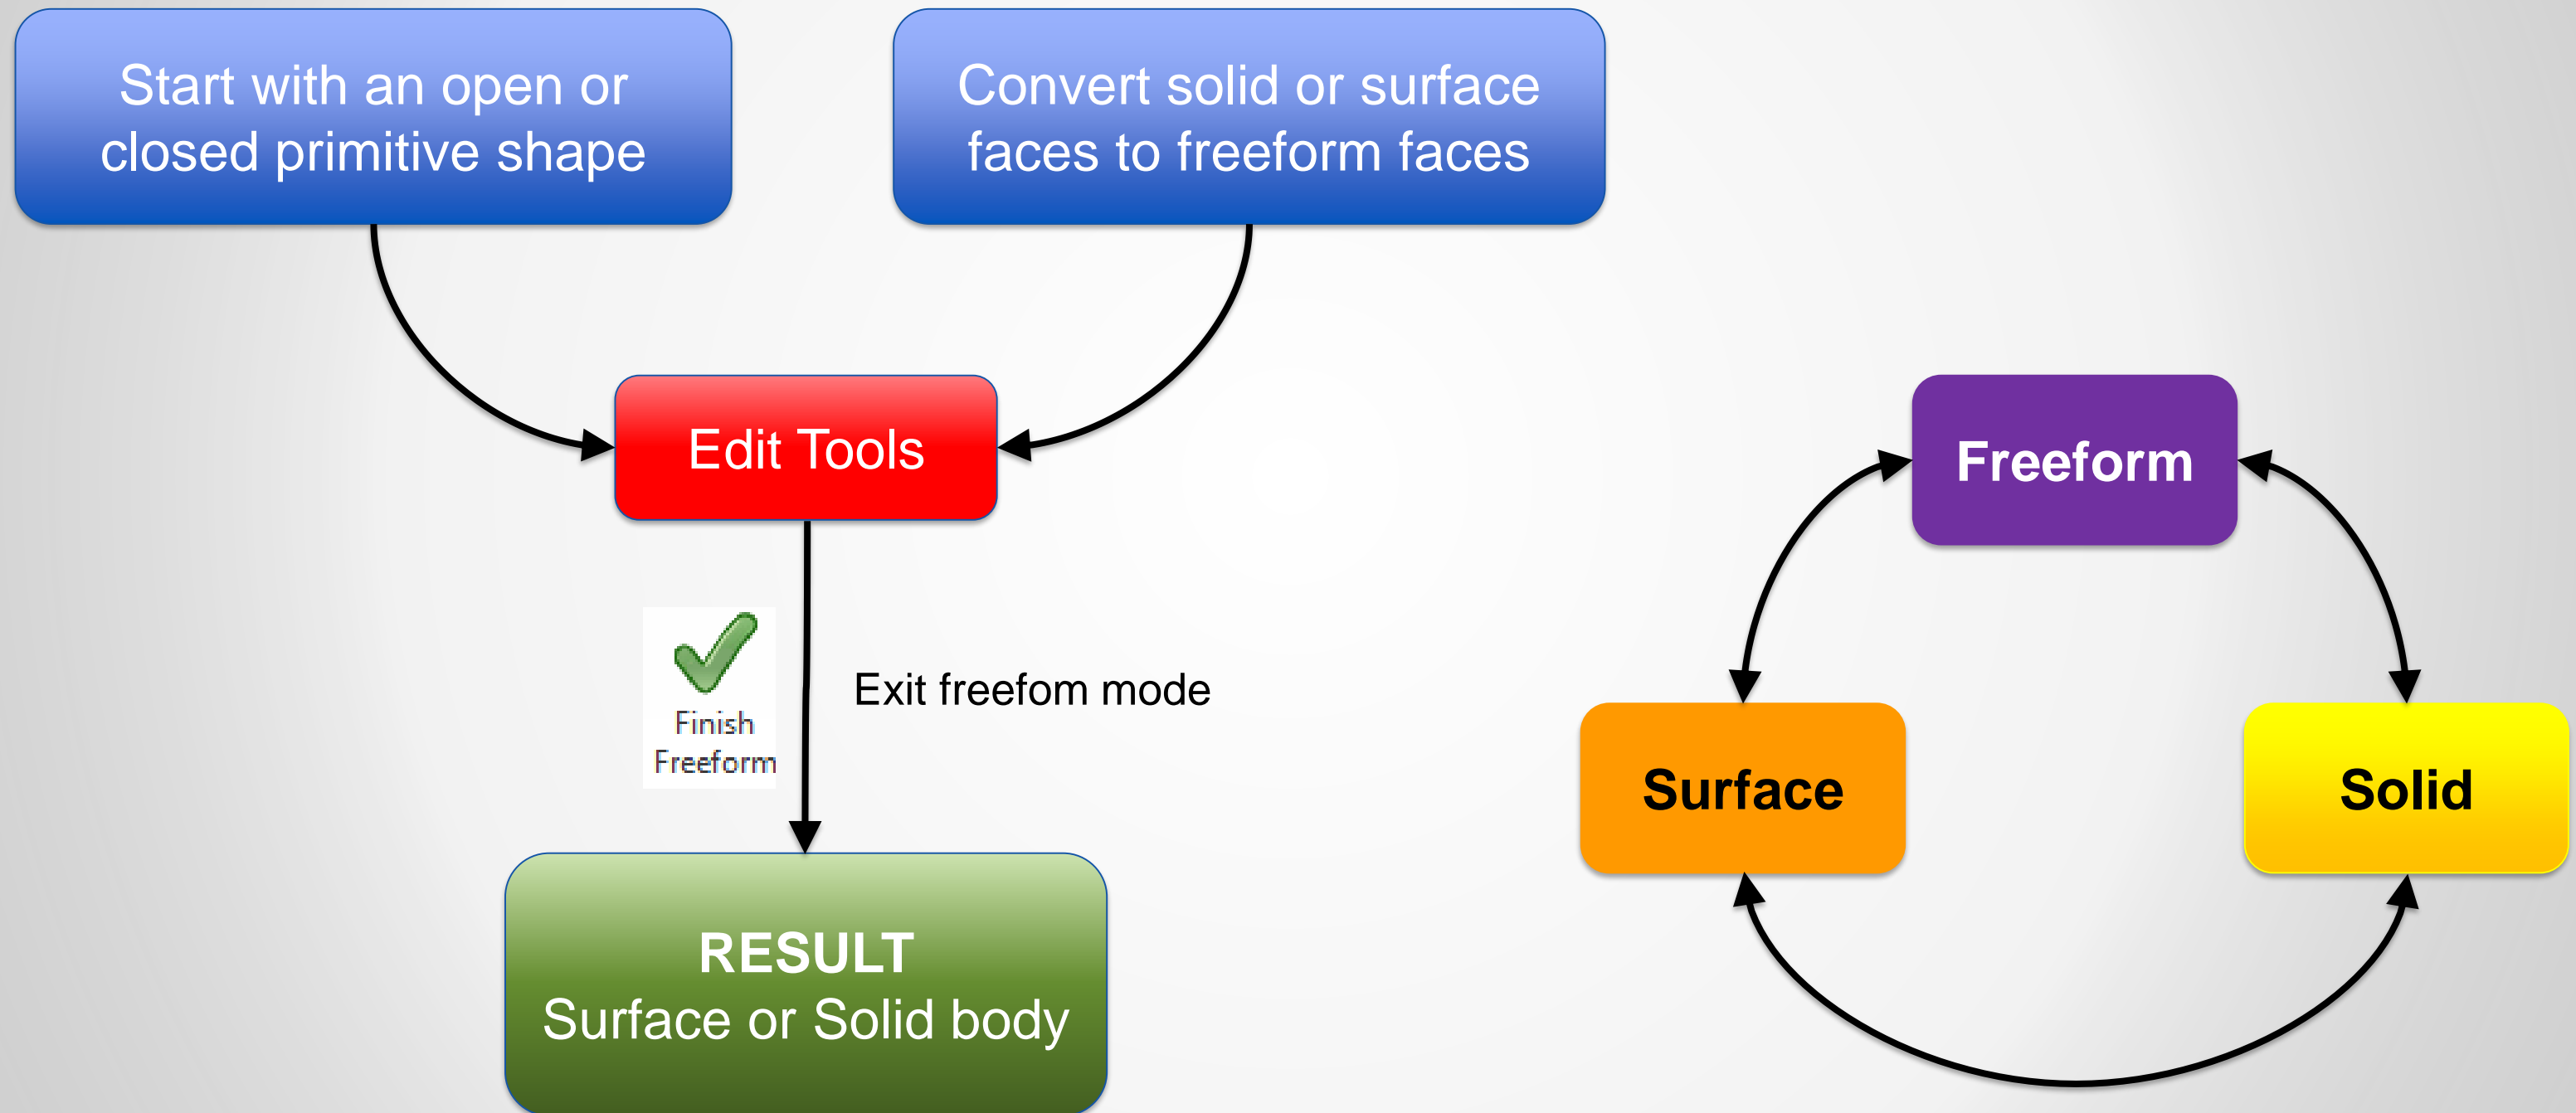 Start with an open or
closed primitive shape
Convert solid or surface
faces to freeform faces
Edit Tools
Finish
Freeform
Exit freefom mode
RESULT
Surface or Solid body
Freeform
Surface
Solid